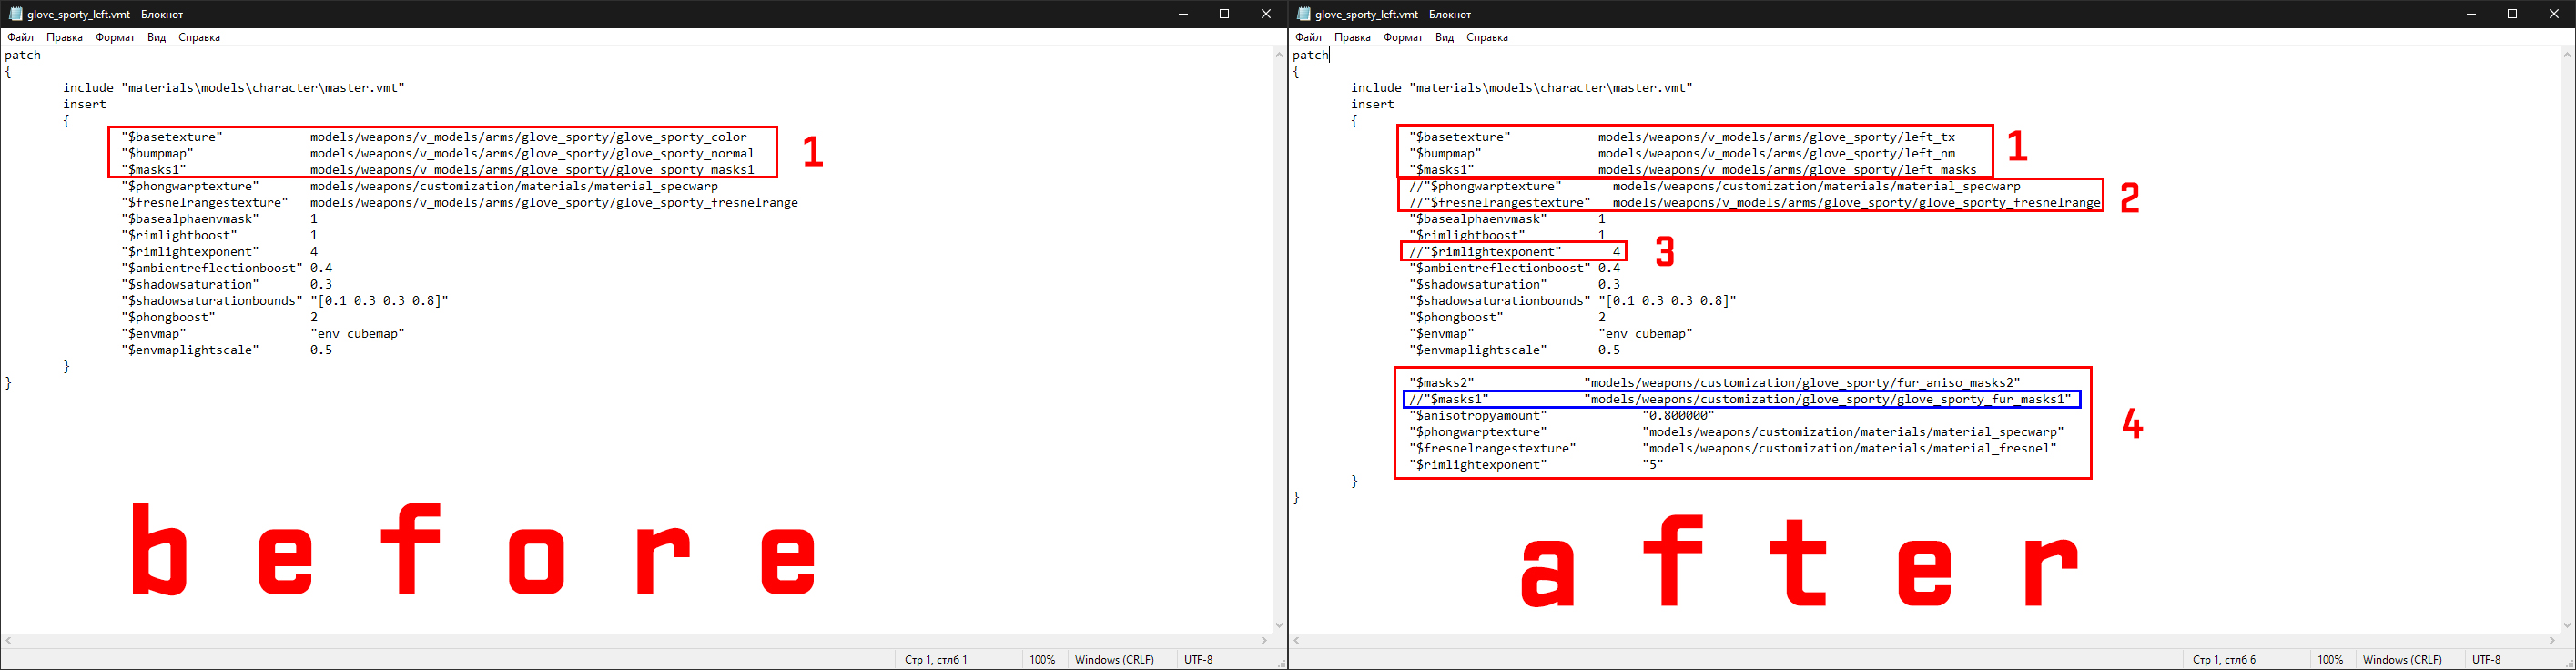 glove_sporty_left.vmt – Блокнот
Файл Правка Формат Вид Справка
patch
{
include "materials\models\character\master.vmt"
insert
{
"$basetexture" models/weapons/v_models/arms/glove_sporty/glove_sporty_color
"$bumpmap" models/weapons/v_models/arms/glove_sporty/glove_sporty_normal
"$masks1" models/weapons/v_models/arms/glove_sporty/glove_sporty_masks1
1
"$phongwarptexture" models/weapons/customization/materials/material_specwarp
"$fresnelrangestexture" models/weapons/v_models/arms/glove_sporty/glove_sporty_fresnelrange
"$basealphaenvmask" 1
"$rimlightboost" 1
"$rimlightexponent" 4
"$ambientreflectionboost" 0.4
"$shadowsaturation" 0.3
"$shadowsaturationbounds" "[0.1 0.3 0.3 0.8]"
"$phongboost" 2
"$envmap" "env_cubemap"
"$envmaplightscale" 0.5
}
}
before
Стр 1, стлб 1 100% Windows (CRLF) UTF-8
glove_sporty_left.vmt – Блокнот
Файл Правка Формат Вид Справка
patch
{
include "materials\models\character\master.vmt"
insert
{
"$basetexture" models/weapons/v_models/arms/glove_sporty/left_tx
"$bumpmap" models/weapons/v_models/arms/glove_sporty/left_nm
"$masks1" models/weapons/v_models/arms/glove_sporty/left_masks
1
//"$phongwarptexture" models/weapons/customization/materials/material_specwarp
//"$fresnelrangestexture" models/weapons/v_models/arms/glove_sporty/glove_sporty_fresnelrange
2
"$basealphaenvmask" 1
"$rimlightboost" 1
//"$rimlightexponent" 4
3
"$ambientreflectionboost" 0.4
"$shadowsaturation" 0.3
"$shadowsaturationbounds" "[0.1 0.3 0.3 0.8]"
"$phongboost" 2
"$envmap" "env_cubemap"
"$envmaplightscale" 0.5
"$masks2" "models/weapons/customization/glove_sporty/fur_aniso_masks2"
//"$masks1" "models/weapons/customization/glove_sporty/glove_sporty_fur_masks1"
"$anisotropyamount" "0.800000"
"$phongwarptexture" "models/weapons/customization/materials/material_specwarp"
"$fresnelrangestexture" "models/weapons/customization/materials/material_fresnel"
"$rimlightexponent" "5"
4
}
}
after
Стр 1, стлб 6 100% Windows (CRLF) UTF-8